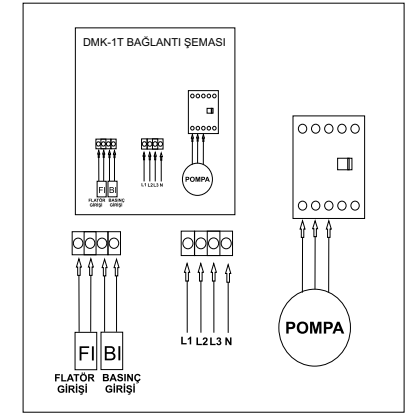 DMK-1T BAĞLANTI ŞEMASI
FI BI
FLATÖR BASINÇ
GİRİŞİ GİRİŞİ
L1 L2 L3 N
POMPA
FI BI
FLATÖR BASINÇ
GİRİŞİ GİRİŞİ
L1 L2 L3 N
POMPA